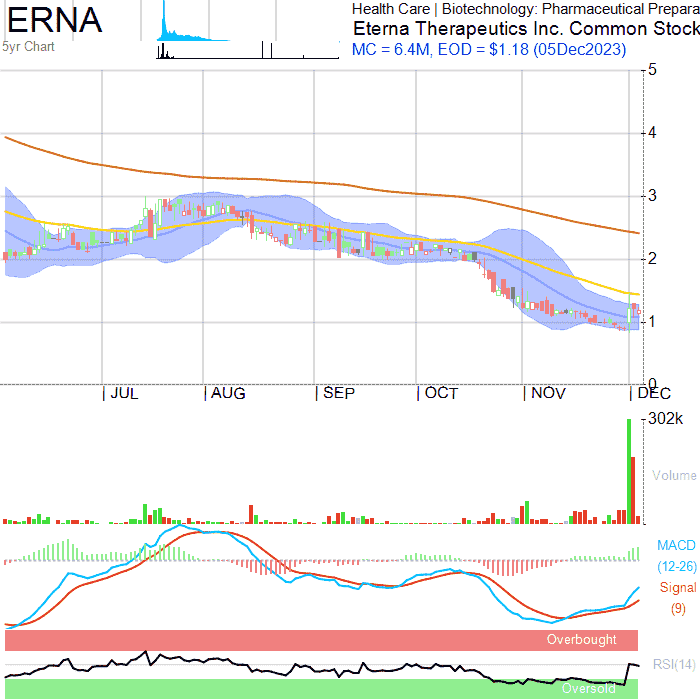 ERNA
5yr Chart
Health Care | Biotechnology: Pharmaceutical Prepara
Eterna Therapeutics Inc. Common Stock
MC = 6.4M, EOD = $1.18 (05Dec2023)
5
4
3
2
1
0
JUL AUG SEP OCT NOV DEC
302k
Volume
MACD
(12-26)
Signal
(9)
Overbought
RSI(14)
Oversold